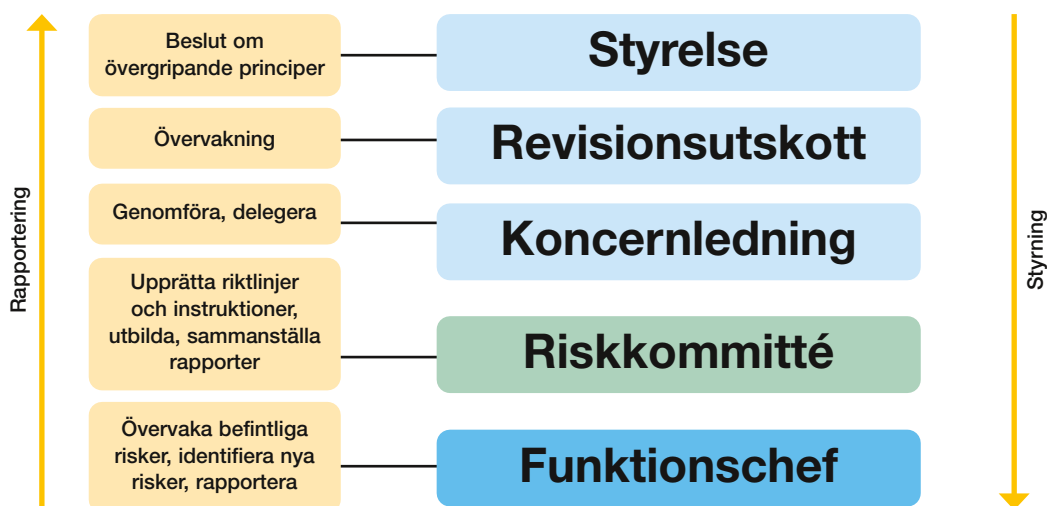 Rapportering
Beslut om
övergripande principer
Styrelse
Övervakning
Revisionsutskott
Genomföra, delegera
Koncernledning
Upprätta riktlinjer
och instruktioner,
utbilda, sammanställa
rapporter
Riskkommitté
Övervaka befintliga
risker, identifiera nya
risker, rapportera
Funktionschef
Styrning